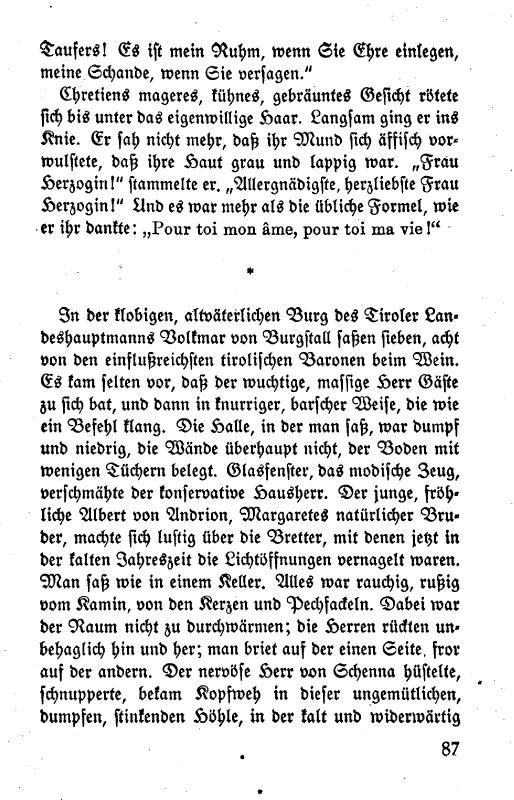 Taufers! Es ist mein Ruhm, wenn Sie Ehre einlegen,
meine Schande, wenn Sie versagen.“
Chretiens mageres, kühnes, gebräuntes Gesicht rötete
sich bis unter das eigenwillige Haar. Langsam ging er ins
Knie. Er sah nicht mehr, daß ihr Mund sich äffisch vor-
wulstete, daß ihre Haut grau und lappig war. „Frau
Herzogin!“ stammelte er. „Allergnädigste, herzliebste Frau
Herzogin!“ Und es war mehr als die übliche Formel, wie
er ihr dankte: „Pour toi mon âme, pour toi ma vie!“
*
In der klobigen, altväterlichen Burg des Tiroler Lan-
deshauptmanns Volkmar von Burgstall saßen sieben, acht
von den einflußreichsten tirolischen Baronen beim Wein.
Es kam selten vor, daß der wuchtige, massige Herr Gäste
zu sich bat, und dann in knurriger, barscher Weise, die wie
ein Befehl klang. Die Halle, in der man saß, war dumpf
und niedrig, die Wände überhaupt nicht, der Boden mit
wenigen Tüchern belegt. Glasfenster, das modische Zeug,
verschmähte der konservative Hausherr. Der junge, fröh-
liche Albert von Andrion, Margaretes natürlicher Bru-
der, machte sich lustig über die Bretter, mit denen jetzt in
der kalten Jahreszeit die Lichtöffnungen vernagelt waren.
Man saß wie in einem Keller. Alles war rauchig, rußig
vom Kamin, von den Kerzen und Pechfackeln. Dabei war
der Raum nicht zu durchwärmen; die Herren rückten un-
behaglich hin und her; man briet auf der einen Seite, fror
auf der andern. Der nervöse Herr von Schenna hüstelte,
schnupperte, bekam Kopfweh in dieser ungemütlichen,
dumpfen, stinkenden Höhle, in der kalt und widerwärtig
87